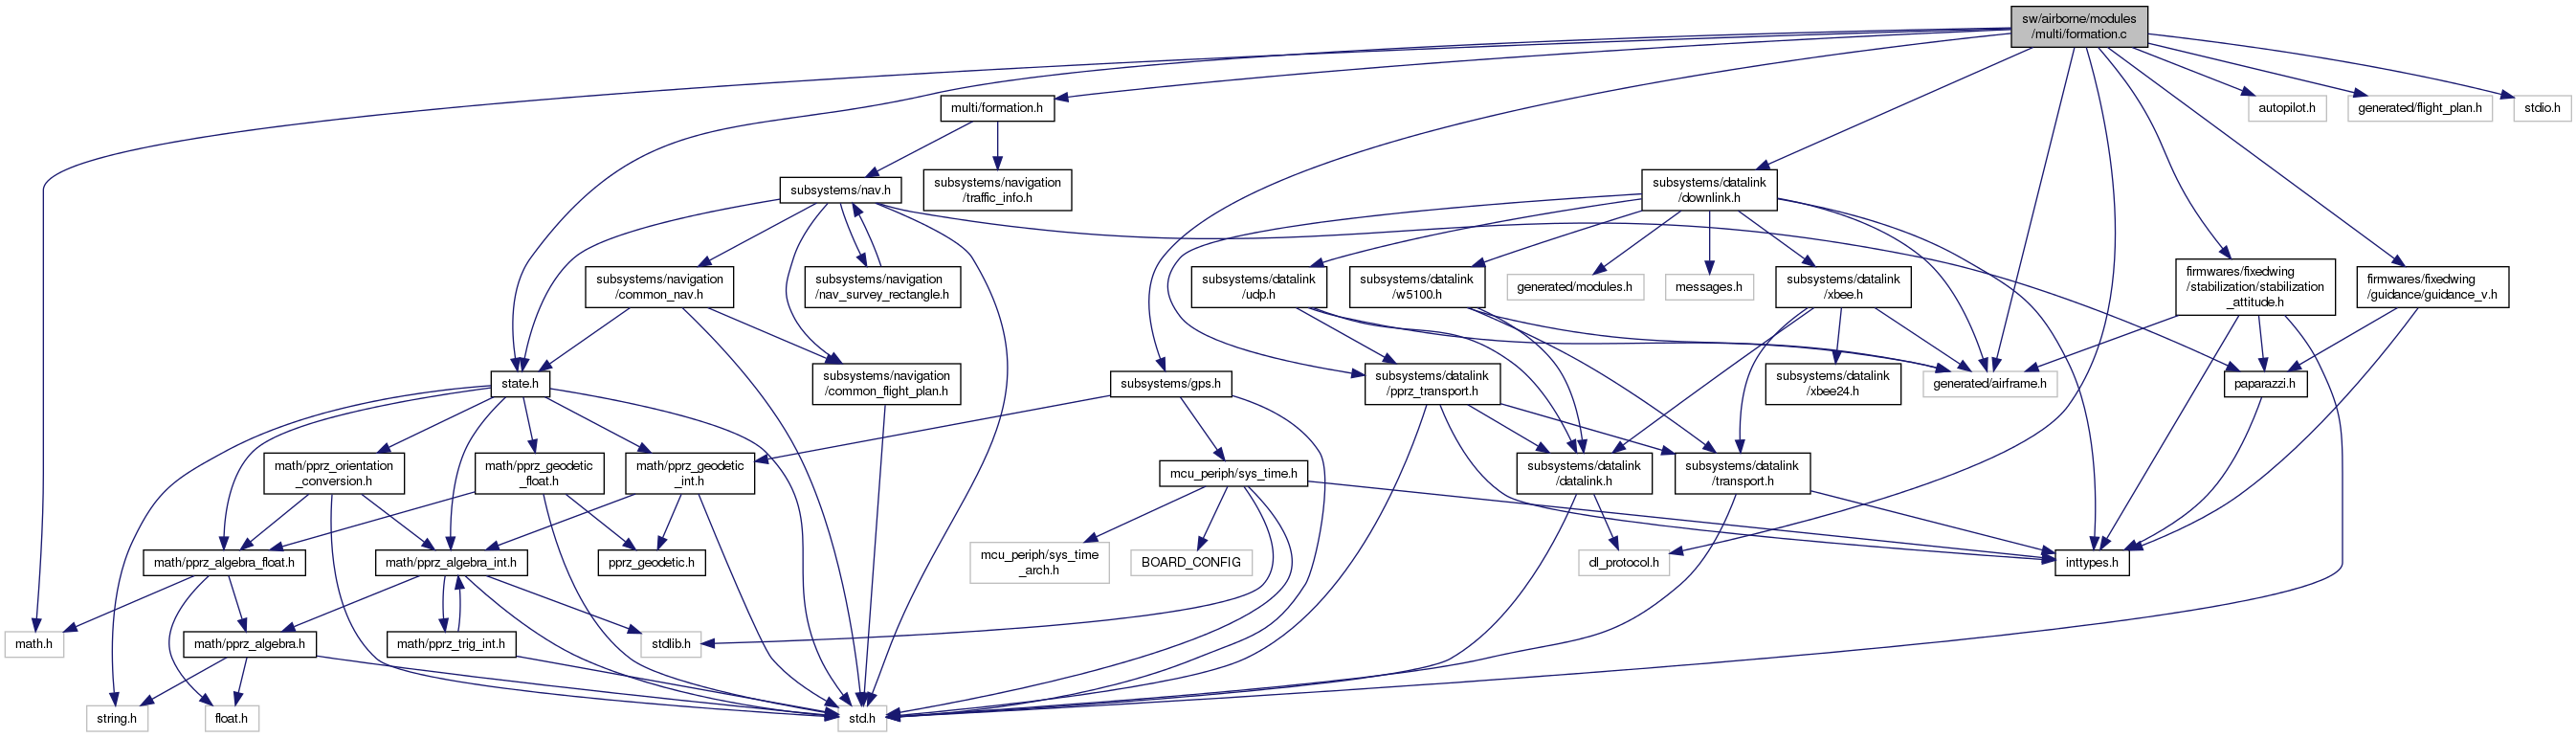 sw/airborne/modules
/multi/formation.c
multi/formation.h
autopilot.h
generated/flight_plan.h
stdio.h
subsystems/nav.h
subsystems/navigation
/traffic_info.h
subsystems/datalink
/downlink.h
subsystems/navigation
/common_nav.h
subsystems/navigation
/nav_survey_rectangle.h
subsystems/datalink
/udp.h
subsystems/datalink
/w5100.h
generated/modules.h
messages.h
subsystems/datalink
/xbee.h
firmwares/fixedwing
/stabilization/stabilization
_attitude.h
firmwares/fixedwing
/guidance/guidance_v.h
state.h
subsystems/navigation
/common_flight_plan.h
subsystems/gps.h
subsystems/datalink
/pprz_transport.h
subsystems/datalink
/xbee24.h
generated/airframe.h
paparazzi.h
math/pprz_orientation
_conversion.h
math/pprz_geodetic
_float.h
math/pprz_geodetic
_int.h
mcu_periph/sys_time.h
subsystems/datalink
/datalink.h
subsystems/datalink
/transport.h
math/pprz_algebra_float.h
math/pprz_algebra_int.h
pprz_geodetic.h
mcu_periph/sys_time
_arch.h
BOARD_CONFIG
dl_protocol.h
inttypes.h
math.h
math/pprz_algebra.h
math/pprz_trig_int.h
stdlib.h
string.h
float.h
std.h